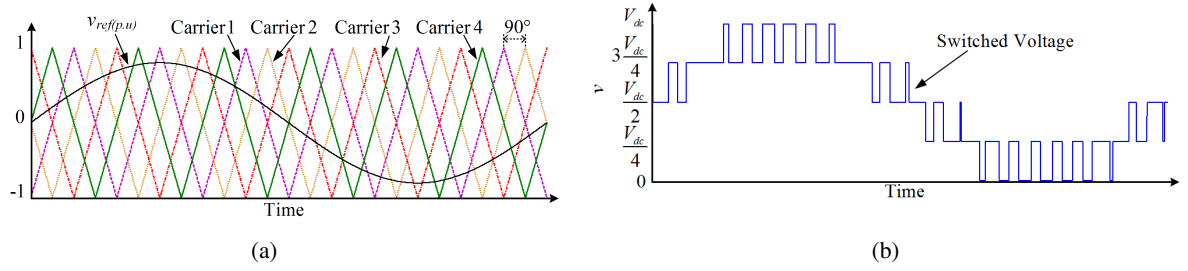 v_ref(p.u)
Carrier 1
Carrier 2
Carrier 3
Carrier 4
90°
1
0
-1
Time
(a)
V_dc
3 V_dc/4
V_dc/2
V_dc/4
0
v
Switched Voltage
Time
(b)